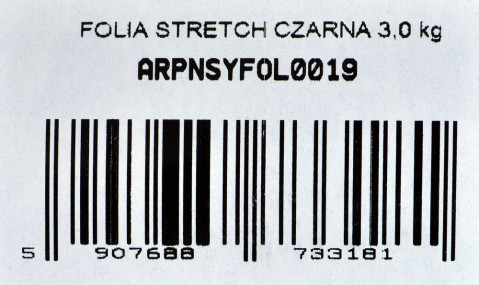 FOLIA STRETCH CZARNA 3,0 kg
ARPNSYFOL0019
5 907688 733181